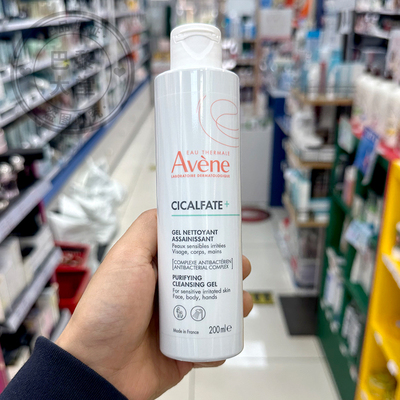 EAU THERMALE
Avène
LABORATOIRE DERMATOLOGIQUE
CICALFATE+
GEL NETTOYANT
ASSAINISSANT
Peaux sensibles irritées
Visage, corps, mains
[COMPLEXE ANTIBACTÉRIEN]
[ANTIBACTERIAL COMPLEX]
PURIFYING
CLEANSING GEL
For sensitive irritated skin
Face, body, hands
Made in France
200 ml e